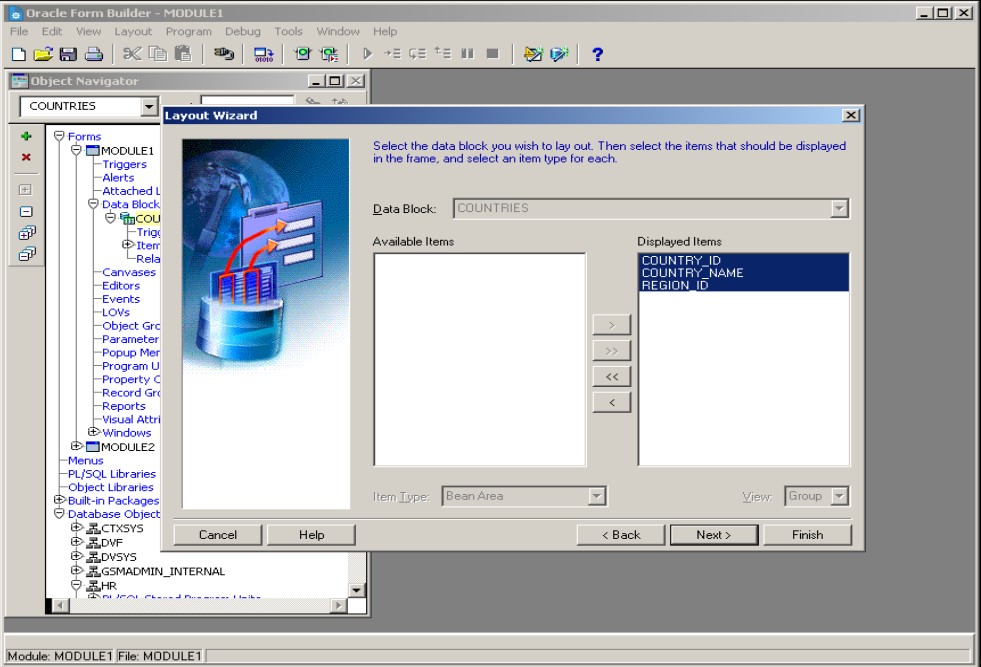 Oracle Form Builder - MODULE1
File Edit View Layout Program Debug Tools Window Help
Object Navigator
COUNTRIES
Forms
MODULE1
Triggers
Alerts
Attached L
Data Block
COU
Trigg
Item
Rela
Canvases
Editors
Events
LOVs
Object Gro
Parameter
Popup Men
Program U
Property C
Record Gro
Reports
Visual Attri
Windows
MODULE2
Menus
PL/SQL Libraries
Object Libraries
Built-in Packages
Database Object
CTXSYS
DVF
DVSYS
GSMADMIN_INTERNAL
HR
PL/SQL Stored Program Units
Layout Wizard
Select the data block you wish to lay out. Then select the items that should be displayed
in the frame, and select an item type for each.
Data Block: COUNTRIES
Available Items
Displayed Items
COUNTRY_ID
COUNTRY_NAME
REGION_ID
>
>>
<<
<
Item Type: Bean Area
View: Group
Cancel Help < Back Next > Finish
Module: MODULE1 File: MODULE1